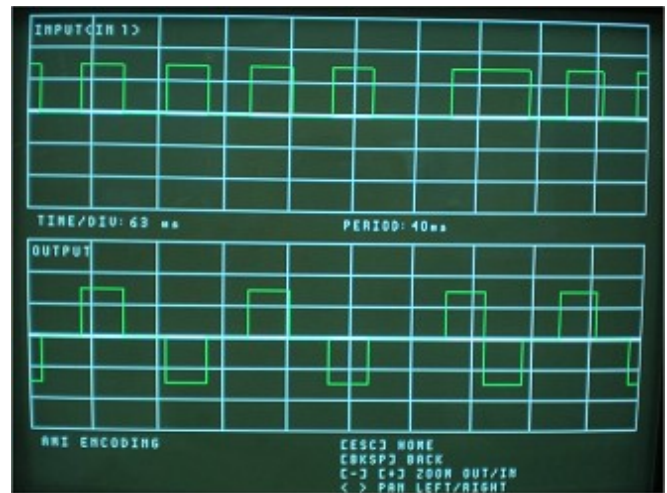 INPUT<IN 1>
TIME/DIV: 63 ms
PERIOD: 40ms
OUTPUT
AMI ENCODING
[ESC] HOME
[BKSP] BACK
[-] [+] ZOOM OUT/IN
< > PAN LEFT/RIGHT